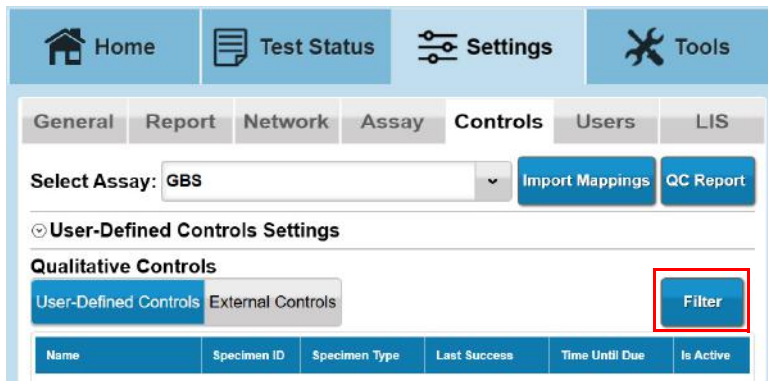 Home Test Status Settings Tools
General Report Network Assay Controls Users LIS
Select Assay: GBS Import Mappings QC Report
User-Defined Controls Settings
Qualitative Controls
User-Defined Controls External Controls Filter
Name Specimen ID Specimen Type Last Success Time Until Due Is Active